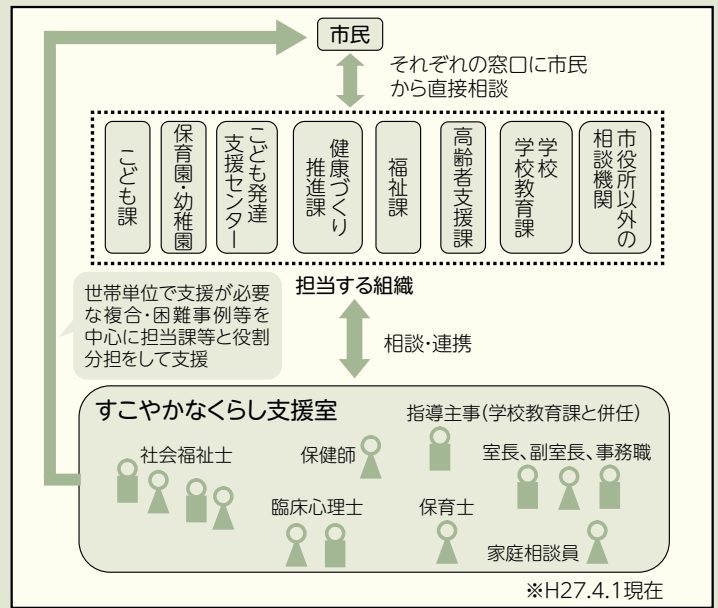 市民
それぞれの窓口に市民
から直接相談
こども課
保育園・幼稚園
こども発達
支援センター
健康づくり
推進課
福祉課
高齢者支援課
学校
学校教育課
市役所以外の
相談機関
担当する組織
世帯単位で支援が必要
な複合・困難事例等を
中心に担当課等と役割
分担をして支援
相談・連携
すこやかなくらし支援室
指導主事(学校教育課と併任)
社会福祉士
保健師
室長、副室長、事務職
臨床心理士
保育士
家庭相談員
※H27.4.1現在